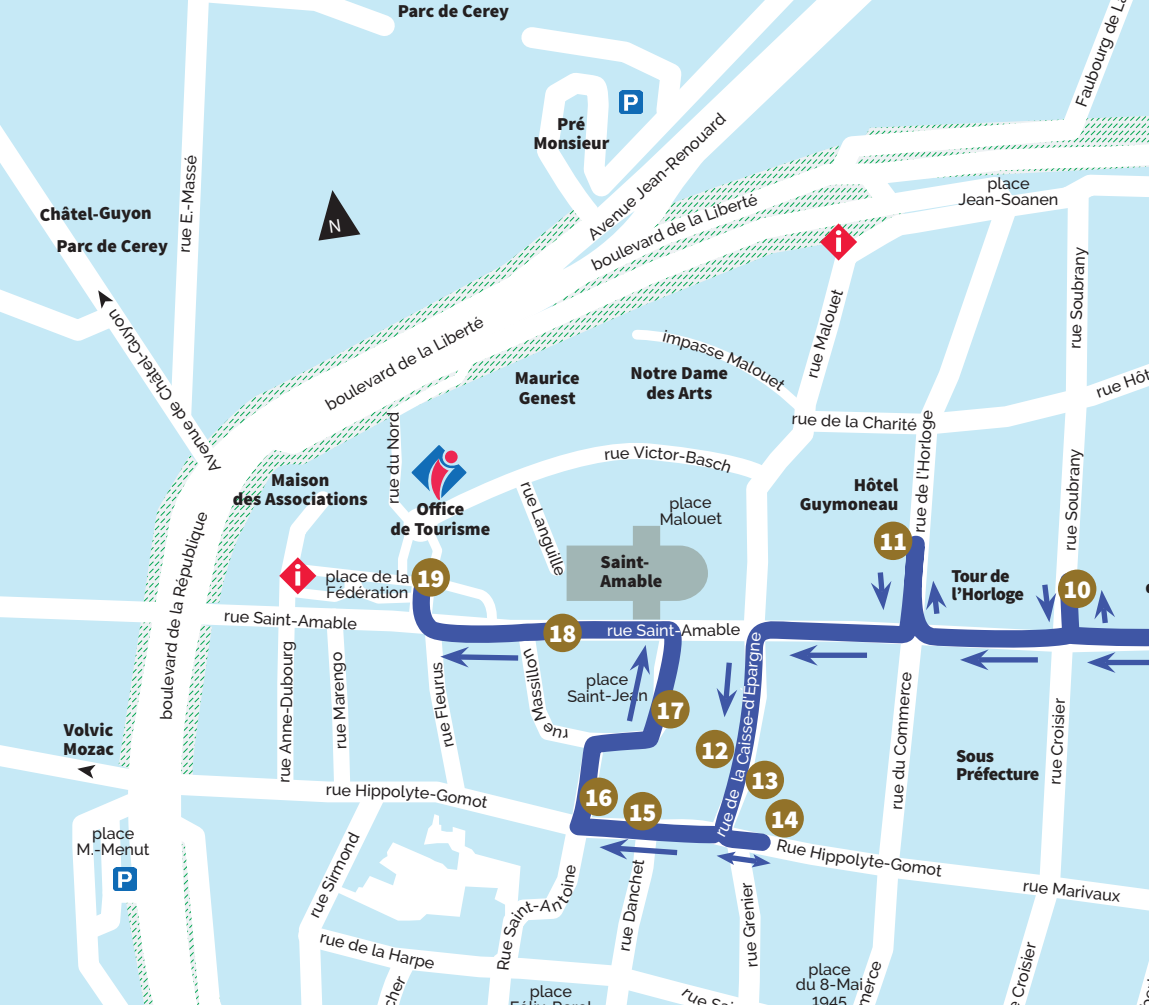 Parc de Cerey
Faubourg de La
P
Pré
Monsieur
Avenue Jean-Renouard
rue E.-Massé
place
Jean-Soanen
boulevard de la Liberté
Châtel-Guyon
Parc de Cerey
N
i
rue Soubrany
rue Malouet
Avenue de Châtel-Guyon
boulevard de la Liberté
impasse Malouet
Maurice
Genest
Notre Dame
des Arts
rue Hôt
rue de la Charité
rue du Nord
rue de l'Horloge
rue Victor-Basch
Maison
des Associations
Hôtel
Guymoneau
rue Soubrany
Office
de Tourisme
place
Malouet
rue Languille
boulevard de la République
11
Saint-
Amable
i
place de la
Fédération
19
Tour de
l'Horloge
10
rue Saint-Amable
18
rue Saint-Amable
rue Anne-Dubourg
rue Marengo
rue Fleurus
rue Massillon
place
Saint-Jean
17
rue de la Caisse-d'Epargne
12
13
rue du Commerce
rue Croisier
Sous
Préfecture
Volvic
Mozac
rue Hippolyte-Gomot
16
15
14
place
M.-Menut
P
Rue Hippolyte-Gomot
rue Marivaux
rue Sirmond
Rue Saint-Antoine
rue Danchet
rue Grenier
rue de la Harpe
place
du 8-Mai
1945
merce
Croisier
cher
place